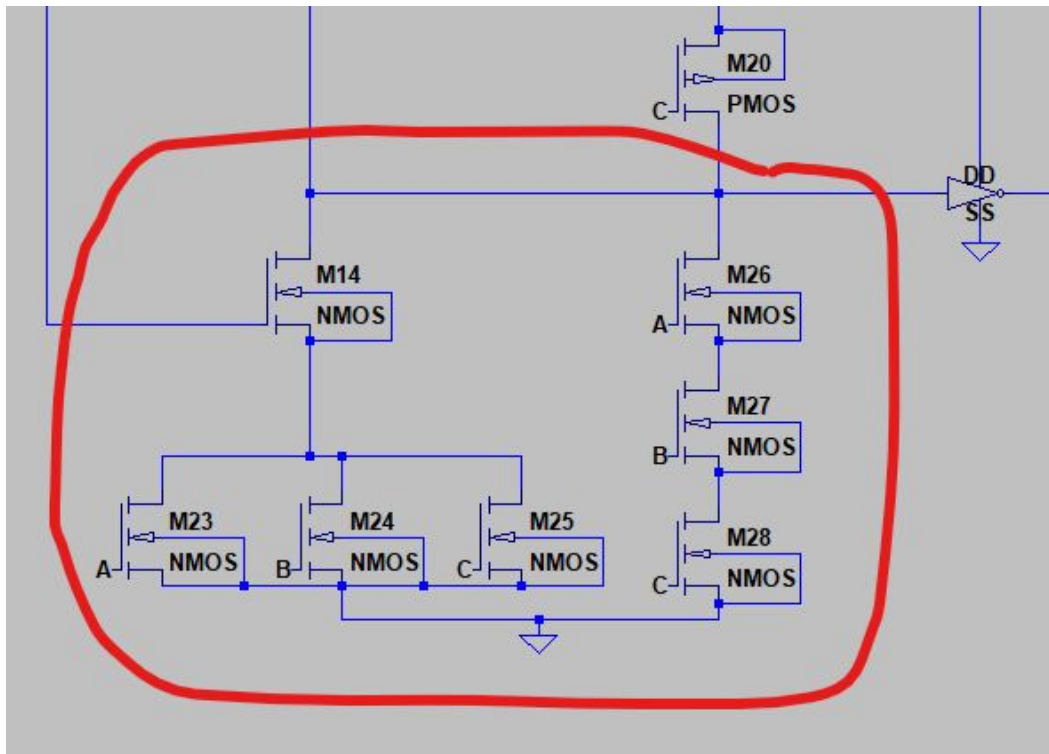 M20
C PMOS
DD
SS
M14
NMOS
M26
A NMOS
M27
B NMOS
M23
A NMOS
M24
B NMOS
M25
C NMOS
M28
C NMOS